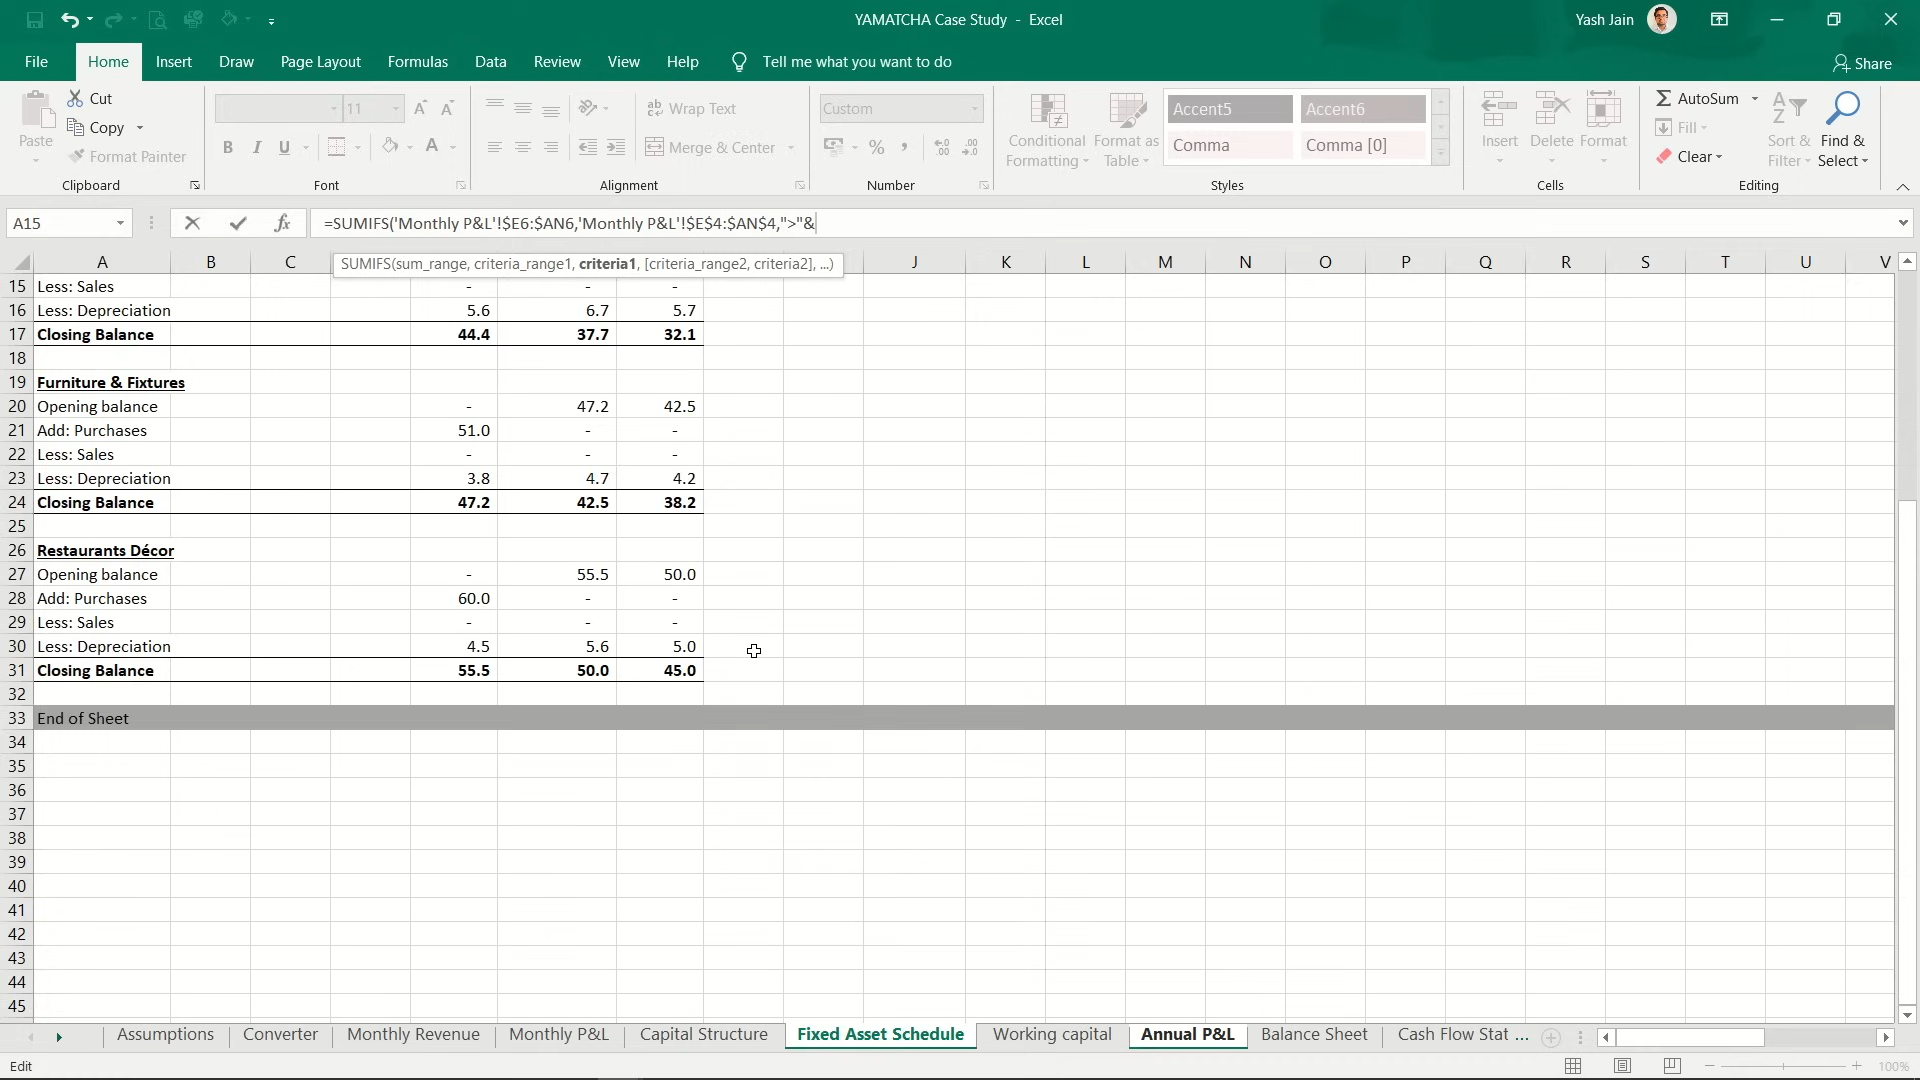 YAMATCHA Case Study - Excel
Yash Jain
File Home Insert Draw Page Layout Formulas Data Review View Help Tell me what you want to do
Share
Paste
Cut
Copy
Format Painter
Clipboard
11
B I U A
Font
Wrap Text
Merge & Center
Alignment
Custom
%
Number
Conditional Formatting
Format as Table
Accent5 Accent6
Comma Comma [0]
Styles
Insert Delete Format
Cells
AutoSum
Fill
Clear
Sort & Filter
Find & Select
Editing
A15
fx
=SUMIFS('Monthly P&L'!$E6:$AN6,'Monthly P&L'!$E$4:$AN$4,">"&
SUMIFS(sum_range, criteria_range1, criteria1, [criteria_range2, criteria2], ...)
A B C J K L M N O P Q R S T U V
15 Less: Sales - - -
16 Less: Depreciation 5.6 6.7 5.7
17 Closing Balance 44.4 37.7 32.1
18
19 Furniture & Fixtures
20 Opening balance - 47.2 42.5
21 Add: Purchases 51.0 - -
22 Less: Sales - - -
23 Less: Depreciation 3.8 4.7 4.2
24 Closing Balance 47.2 42.5 38.2
25
26 Restaurants Décor
27 Opening balance - 55.5 50.0
28 Add: Purchases 60.0 - -
29 Less: Sales - - -
30 Less: Depreciation 4.5 5.6 5.0
31 Closing Balance 55.5 50.0 45.0
32
33 End of Sheet
34
35
36
37
38
39
40
41
42
43
44
45
Assumptions Converter Monthly Revenue Monthly P&L Capital Structure Fixed Asset Schedule Working capital Annual P&L Balance Sheet Cash Flow Stat ...
Edit
100%